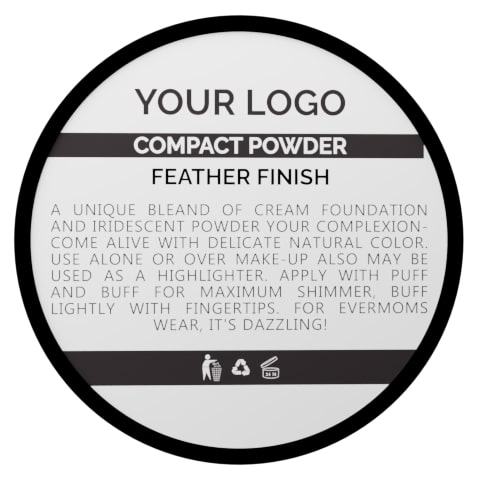 YOUR LOGO
COMPACT POWDER
FEATHER FINISH
A UNIQUE BLEAND OF CREAM FOUNDATION
AND IRIDESCENT POWDER YOUR COMPLEXION-
COME ALIVE WITH DELICATE NATURAL COLOR.
USE ALONE OR OVER MAKE-UP ALSO MAY BE
USED AS A HIGHLIGHTER. APPLY WITH PUFF
AND BUFF FOR MAXIMUM SHIMMER, BUFF
LIGHTLY WITH FINGERTIPS. FOR EVERMOMS
WEAR, IT'S DAZZLING!